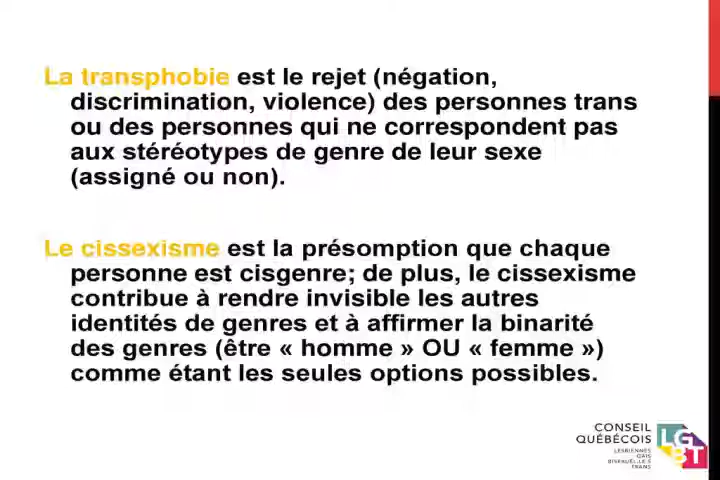 La transphobie est le rejet (négation,
discrimination, violence) des personnes trans
ou des personnes qui ne correspondent pas
aux stéréotypes de genre de leur sexe
(assigné ou non).
Le cissexisme est la présomption que chaque
personne est cisgenre; de plus, le cissexisme
contribue à rendre invisible les autres
identités de genres et à affirmer la binarité
des genres (être « homme » OU « femme »)
comme étant les seules options possibles.
CONSEIL
QUÉBÉCOIS
LESBIENNES
GAIS
BISEXUEL.LE.S
TRANS
LG
BT